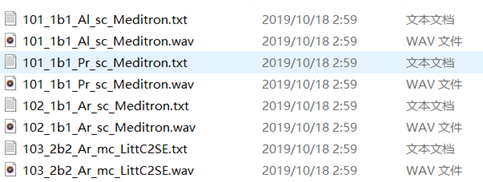 101_1b1_Al_sc_Meditron.txt 2019/10/18 2:59 文本文档
101_1b1_Al_sc_Meditron.wav 2019/10/18 2:59 WAV 文件
101_1b1_Pr_sc_Meditron.txt 2019/10/18 2:59 文本文档
101_1b1_Pr_sc_Meditron.wav 2019/10/18 2:59 WAV 文件
102_1b1_Ar_sc_Meditron.txt 2019/10/18 2:59 文本文档
102_1b1_Ar_sc_Meditron.wav 2019/10/18 2:59 WAV 文件
103_2b2_Ar_mc_LittC2SE.txt 2019/10/18 2:59 文本文档
103_2b2_Ar_mc_LittC2SE.wav 2019/10/18 2:59 WAV 文件